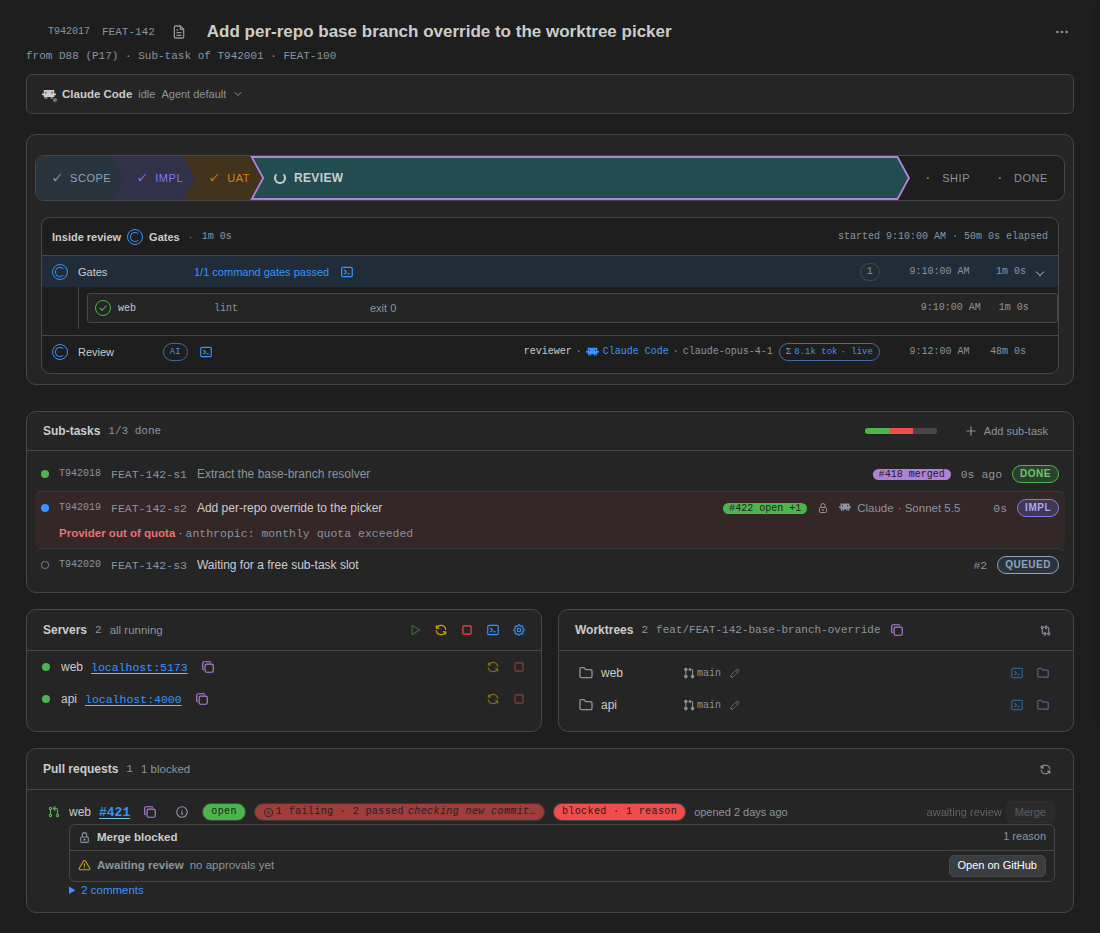 T942017 FEAT-142 Add per-repo base branch override to the worktree picker
from D88 (P17) · Sub-task of T942001 · FEAT-100
Claude Code idle Agent default
SCOPE IMPL UAT REVIEW · SHIP · DONE
Inside review Gates · 1m 0s started 9:10:00 AM · 50m 0s elapsed
Gates 1/1 command gates passed 1 9:10:00 AM 1m 0s
web lint exit 0 9:10:00 AM 1m 0s
Review AI reviewer · Claude Code · claude-opus-4-1 Σ 8.1k tok · live 9:12:00 AM 48m 0s
Sub-tasks 1/3 done Add sub-task
T942018 FEAT-142-s1 Extract the base-branch resolver #418 merged 0s ago DONE
T942019 FEAT-142-s2 Add per-repo override to the picker #422 open +1 Claude · Sonnet 5.5 0s IMPL
Provider out of quota · anthropic: monthly quota exceeded
T942020 FEAT-142-s3 Waiting for a free sub-task slot #2 QUEUED
Servers 2 all running
web localhost:5173
api localhost:4000
Worktrees 2 feat/FEAT-142-base-branch-override
web main
api main
Pull requests 1 1 blocked
web #421 open 1 failing · 2 passed checking new commit… blocked · 1 reason opened 2 days ago awaiting review Merge
Merge blocked 1 reason
Awaiting review no approvals yet Open on GitHub
2 comments